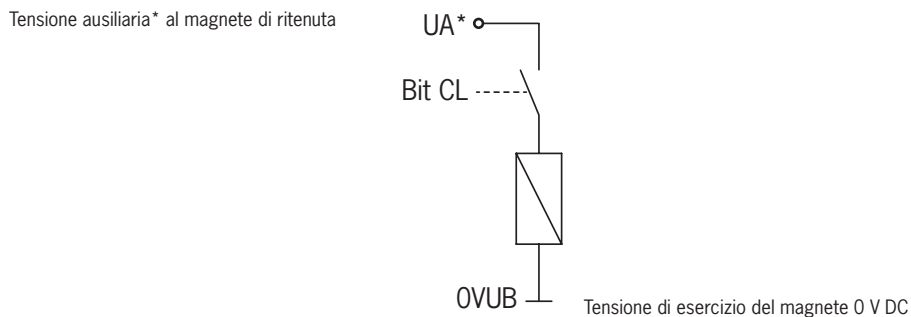 Tensione ausiliaria* al magnete di ritenuta
UA*
Bit CL
0VUB
Tensione di esercizio del magnete 0 V DC